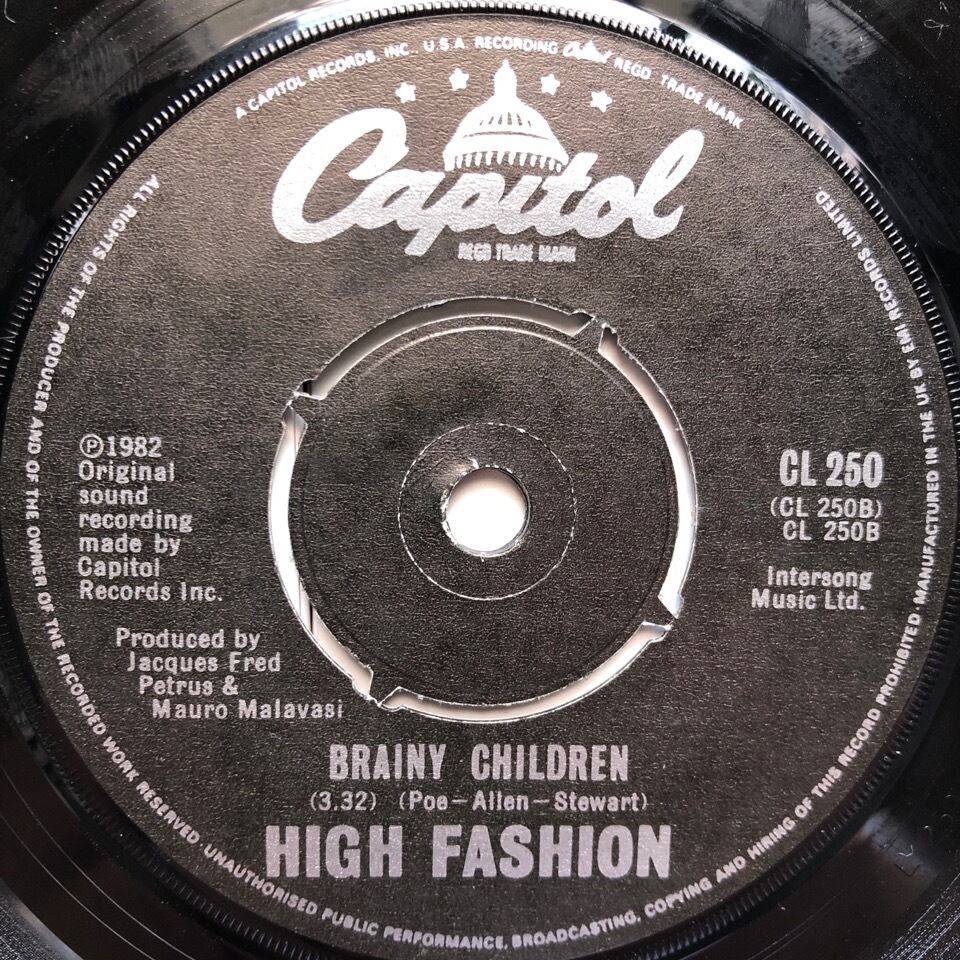 A CAPITOL RECORDS, INC., U.S.A. RECORDING Capitol REGD TRADE MARK
Capitol
REGD TRADE MARK
ALL RIGHTS OF THE PRODUCER AND OF THE OWNER OF THE RECORDED WORK RESERVED · UNAUTHORISED PUBLIC PERFORMANCE, BROADCASTING, COPYING AND HIRING OF THIS RECORD PROHIBITED · MANUFACTURED IN THE UK BY EMI RECORDS LIMITED
℗1982
Original
sound
recording
made by
Capitol
Records Inc.
CL 250
(CL 250B)
CL 250B
Intersong
Music Ltd.
Produced by
Jacques Fred
Petrus &
Mauro Malavasi
BRAINY CHILDREN
(3.32) (Poe-Allen-Stewart)
HIGH FASHION